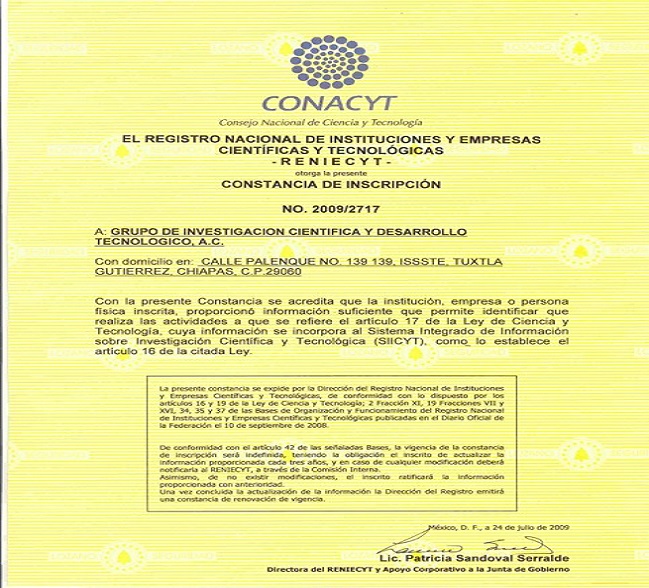 CONACYT
Consejo Nacional de Ciencia y Tecnología
EL REGISTRO NACIONAL DE INSTITUCIONES Y EMPRESAS
CIENTÍFICAS Y TECNOLÓGICAS
- R E N I E C Y T -
otorga la presente
CONSTANCIA DE INSCRIPCIÓN
NO. 2009/2717
A: GRUPO DE INVESTIGACION CIENTIFICA Y DESARROLLO
TECNOLOGICO, A.C.
Con domicilio en: CALLE PALENQUE NO. 139 139, ISSSTE, TUXTLA
GUTIERREZ, CHIAPAS, C.P.29060
Con la presente Constancia se acredita que la institución, empresa o persona
física inscrita, proporcionó información suficiente que permite identificar que
realiza las actividades a que se refiere el artículo 17 de la Ley de Ciencia y
Tecnología, cuya información se incorpora al Sistema Integrado de Información
sobre Investigación Científica y Tecnológica (SIICYT), como lo establece el
artículo 16 de la citada Ley.
La presente constancia se expide por la Dirección del Registro Nacional de Instituciones
y Empresas Científicas y Tecnológicas, de conformidad con lo dispuesto por los
artículos 16 y 19 de la Ley de Ciencia y Tecnología; 2 Fracción XI, 19 Fracciones VII y
XVI, 34, 35 y 37 de las Bases de Organización y Funcionamiento del Registro Nacional
de Instituciones y Empresas Científicas y Tecnológicas publicadas en el Diario Oficial de
la Federación el 10 de septiembre de 2008.
De conformidad con el artículo 42 de las señaladas Bases, la vigencia de la constancia
de inscripción será indefinida, teniendo la obligación el inscrito de actualizar la
información proporcionada cada tres años, y en caso de cualquier modificación deberá
notificarla al RENIECYT, a través de la Comisión Interna.
Asimismo, de no existir modificaciones, el inscrito ratificará la información
proporcionada con anterioridad.
Una vez concluida la actualización de la información la Dirección del Registro emitirá
una constancia de renovación de vigencia.
México, D. F., a 24 de julio de 2009
Lic. Patricia Sandoval Serralde
Directora del RENIECYT y Apoyo Corporativo a la Junta de Gobierno